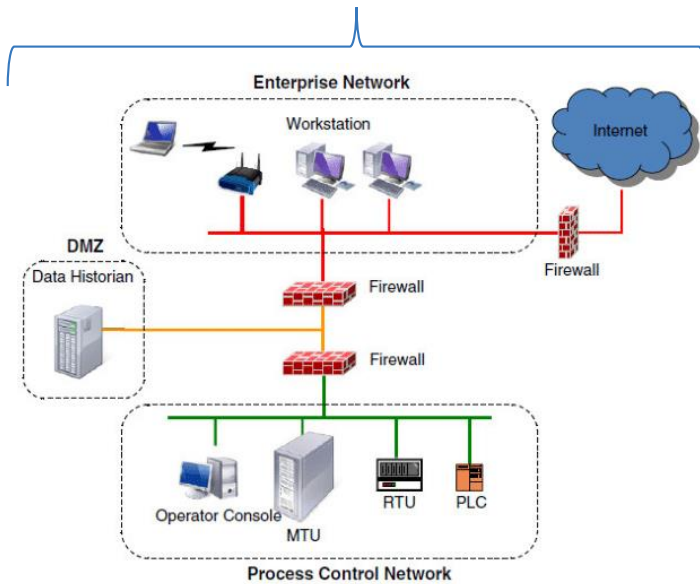 Enterprise Network
Workstation
Internet
Firewall
DMZ
Data Historian
Firewall
Firewall
Operator Console
MTU
RTU
PLC
Process Control Network